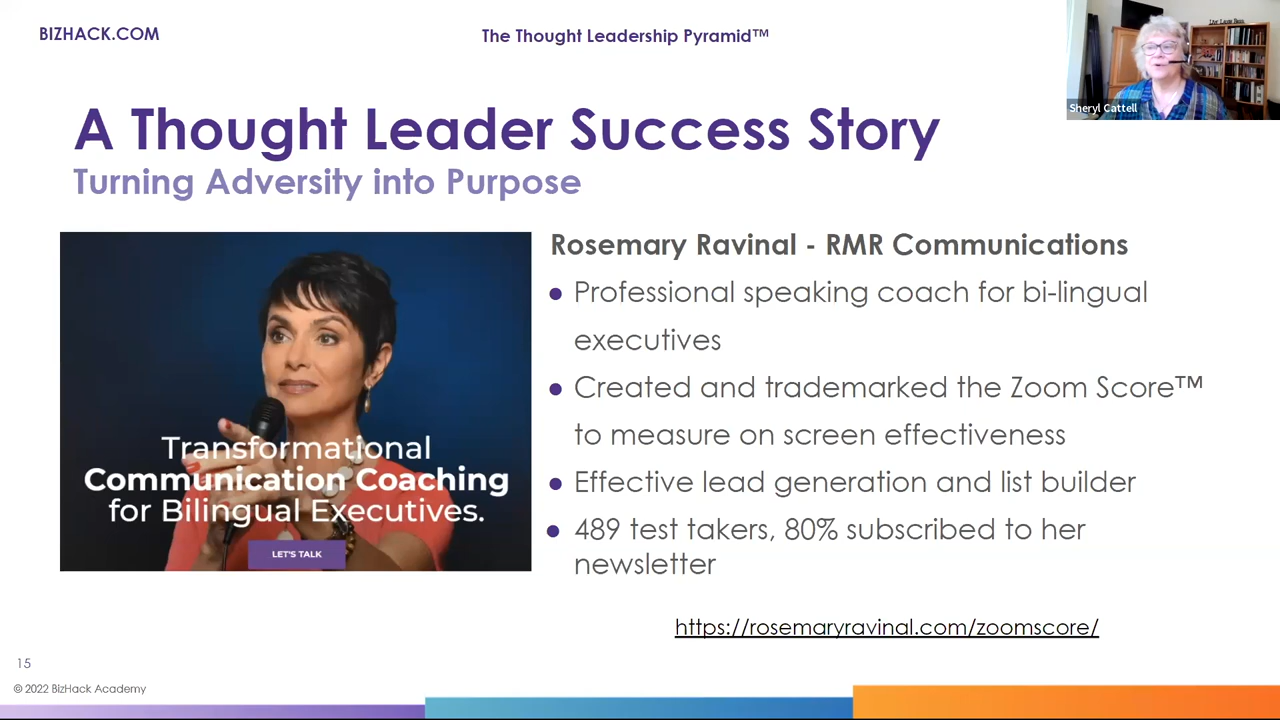 BIZHACK.COM
The Thought Leadership Pyramid™
Sheryl Cattell
A Thought Leader Success Story
Turning Adversity into Purpose
Transformational
Communication Coaching
for Bilingual Executives.
LET'S TALK
Rosemary Ravinal - RMR Communications
● Professional speaking coach for bi-lingual
executives
● Created and trademarked the Zoom Score™
to measure on screen effectiveness
● Effective lead generation and list builder
● 489 test takers, 80% subscribed to her
newsletter
https://rosemaryravinal.com/zoomscore/
15
© 2022 BizHack Academy